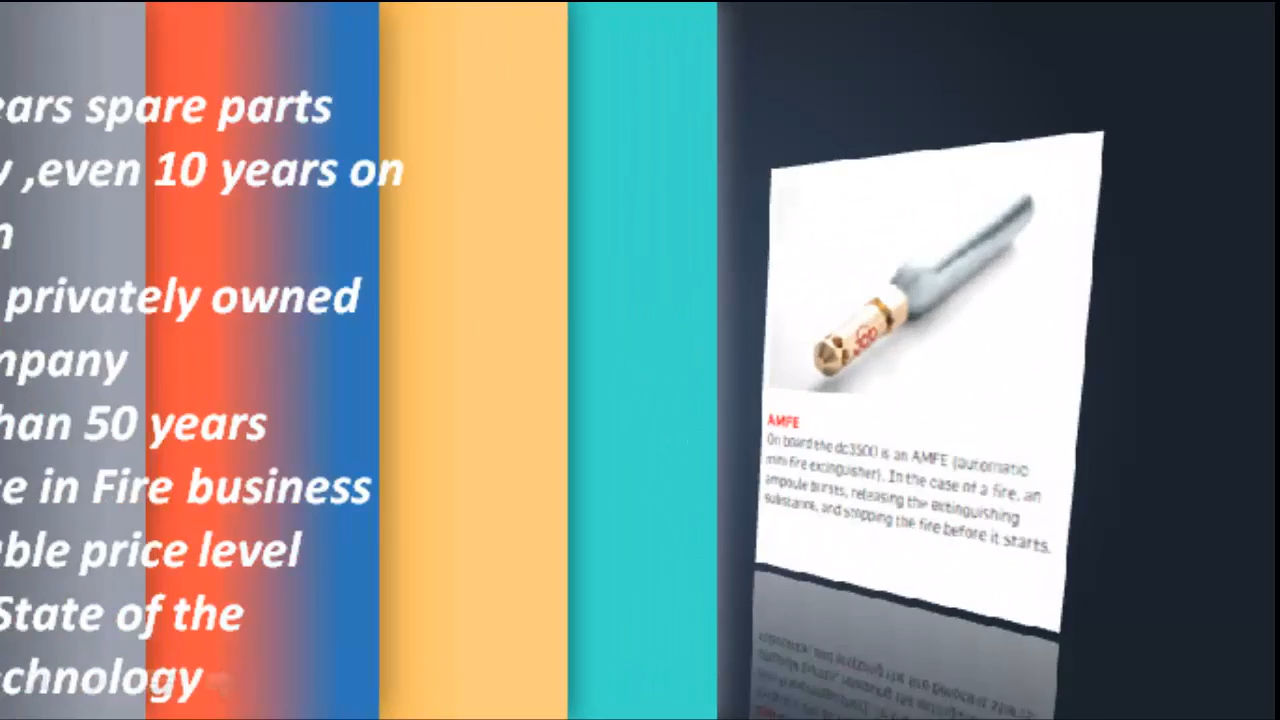 ears spare parts
y ,even 10 years on
n
privately owned
mpany
han 50 years
e in Fire business
able price level
State of the
chnology
JOB
AMFE
On board the dc3500 is an AMFE (automatic
mini fire extinguisher). In the case of a fire, an
ampoule bursts, releasing the extinguishing
substance, and stopping the fire before it starts.